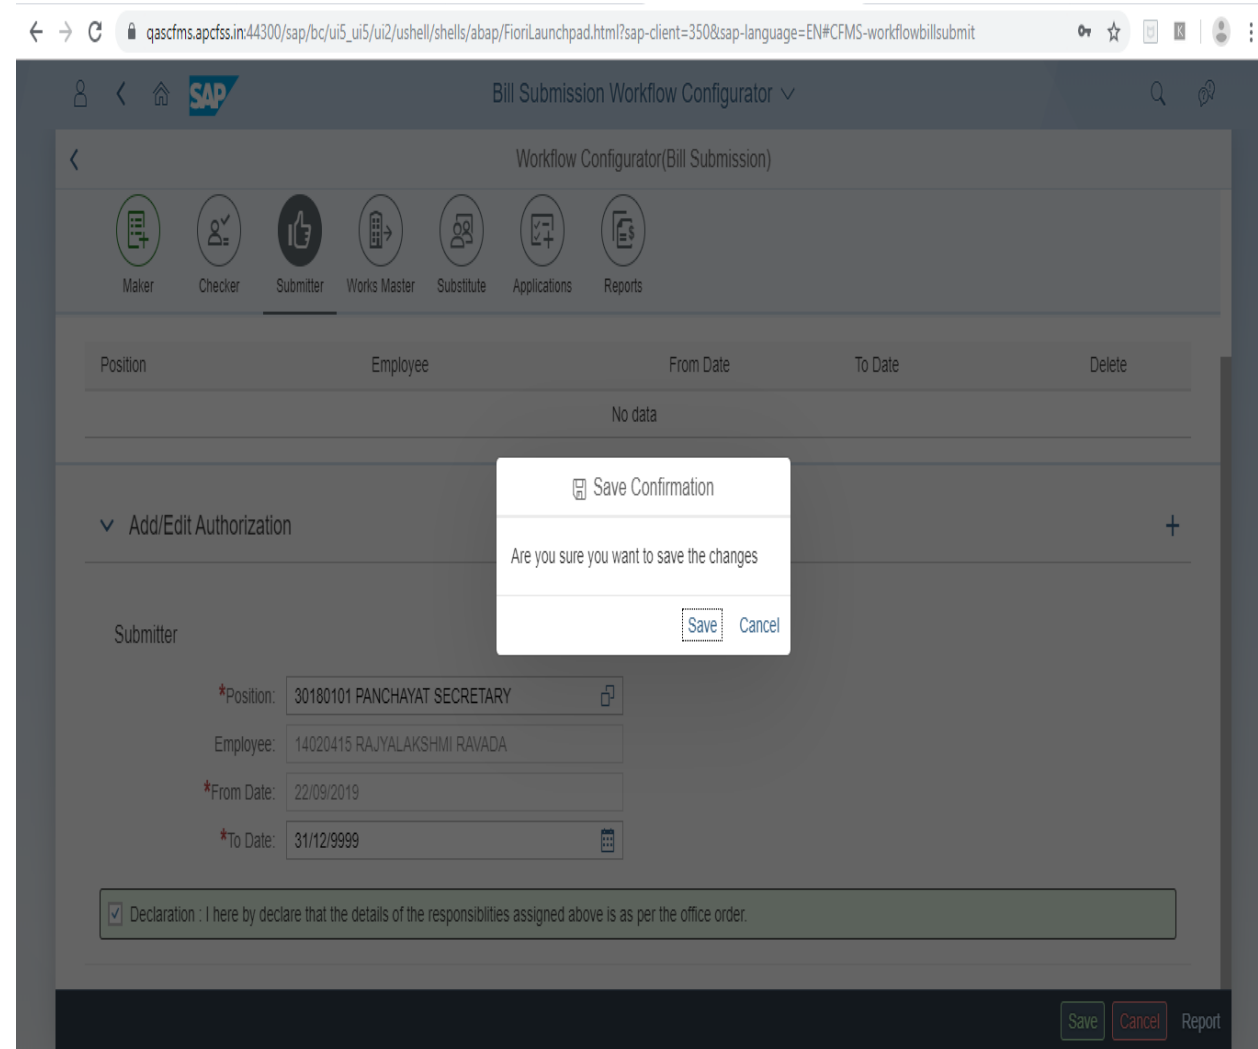 qascfms.apcfss.in:44300/sap/bc/ui5_ui5/ui2/ushell/shells/abap/FioriLaunchpad.html?sap-client=350&sap-language=EN#CFMS-workflowbillsubmit
K
SAP Bill Submission Workflow Configurator
Workflow Configurator(Bill Submission)
Maker Checker Submitter Works Master Substitute Applications Reports
Position Employee From Date To Date Delete
No data
Save Confirmation
Add/Edit Authorization
Are you sure you want to save the changes
Save Cancel
Submitter
*Position: 30180101 PANCHAYAT SECRETARY
Employee: 14020415 RAJYALAKSHMI RAVADA
*From Date: 22/09/2019
*To Date: 31/12/9999
Declaration : I here by declare that the details of the responsiblities assigned above is as per the office order.
Save Cancel Report